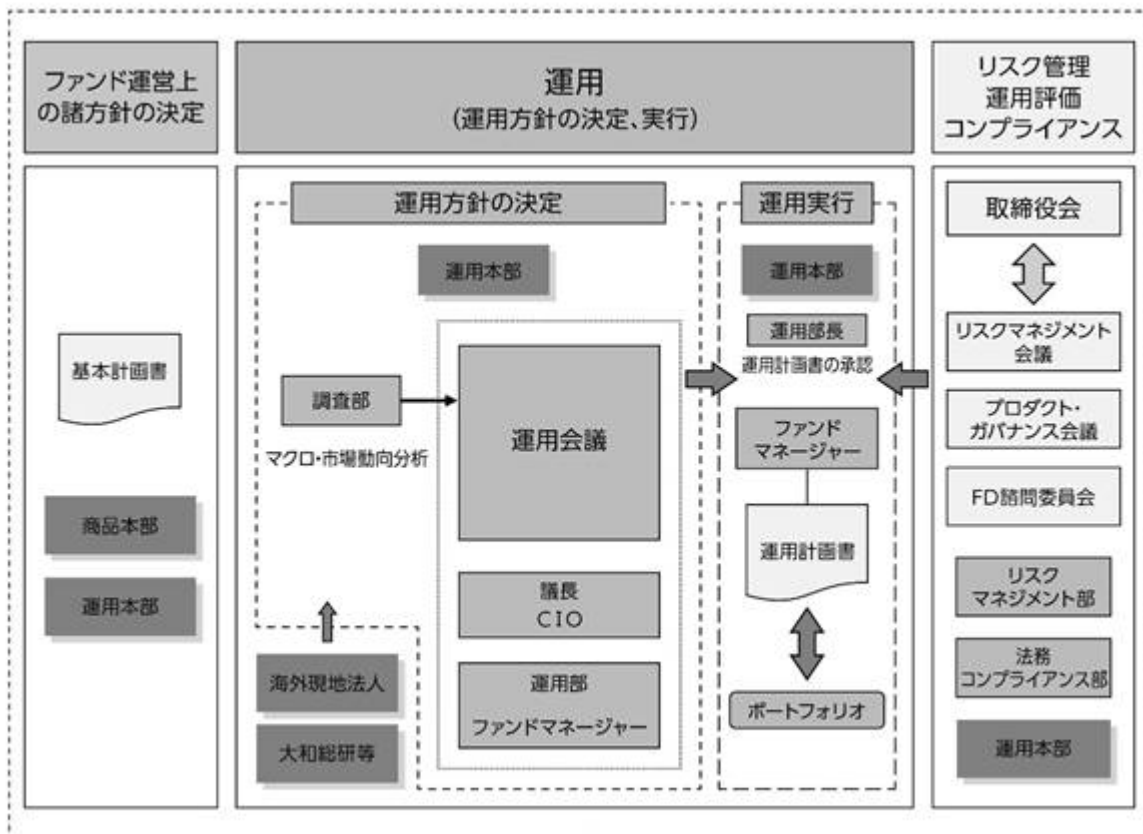 ファンド運営上
の諸方針の決定
運用
(運用方針の決定、実行)
リスク管理
運用評価
コンプライアンス
基本計画書
商品本部
運用本部
運用方針の決定
運用本部
調査部
マクロ・市場動向分析
運用会議
議長
CIO
運用部
ファンドマネージャー
海外現地法人
大和総研等
運用実行
運用本部
運用部長
運用計画書の承認
ファンド
マネージャー
運用計画書
ポートフォリオ
取締役会
リスクマネジメント
会議
プロダクト・
ガバナンス会議
FD諮問委員会
リスク
マネジメント部
法務
コンプライアンス部
運用本部